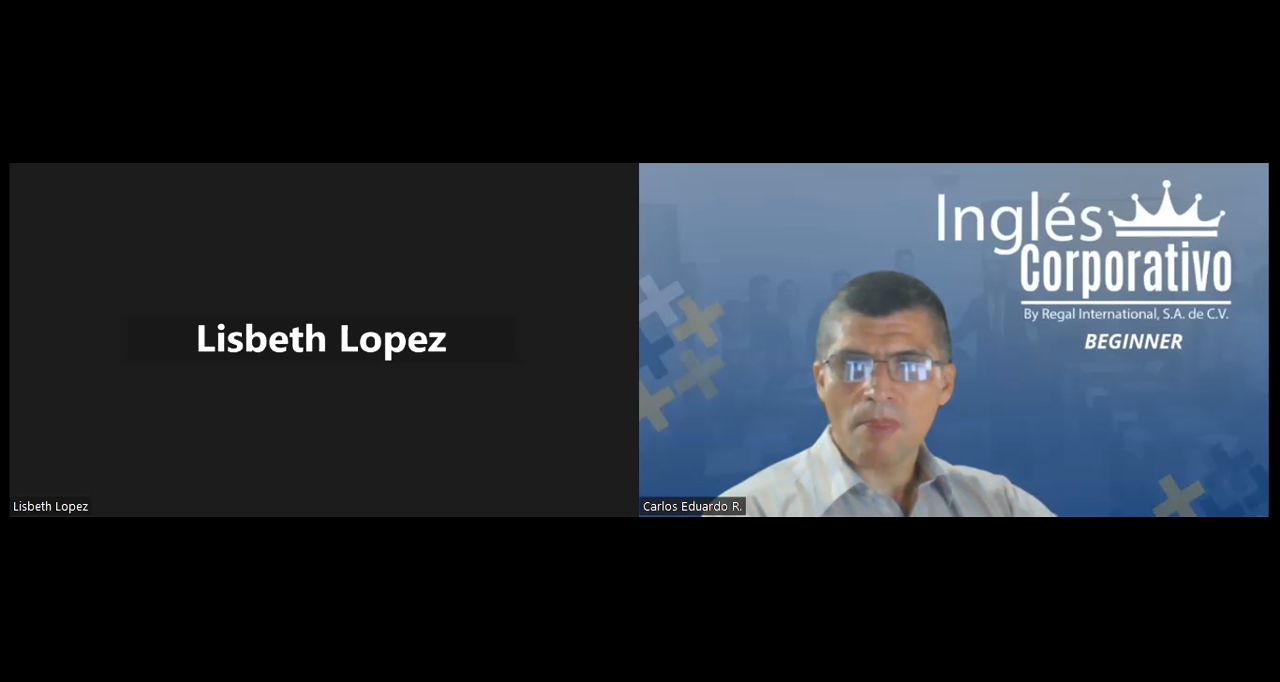 Lisbeth Lopez
Lisbeth Lopez
Inglés
Corporativo
By Regal International, S.A. de C.V.
BEGINNER
Carlos Eduardo R.